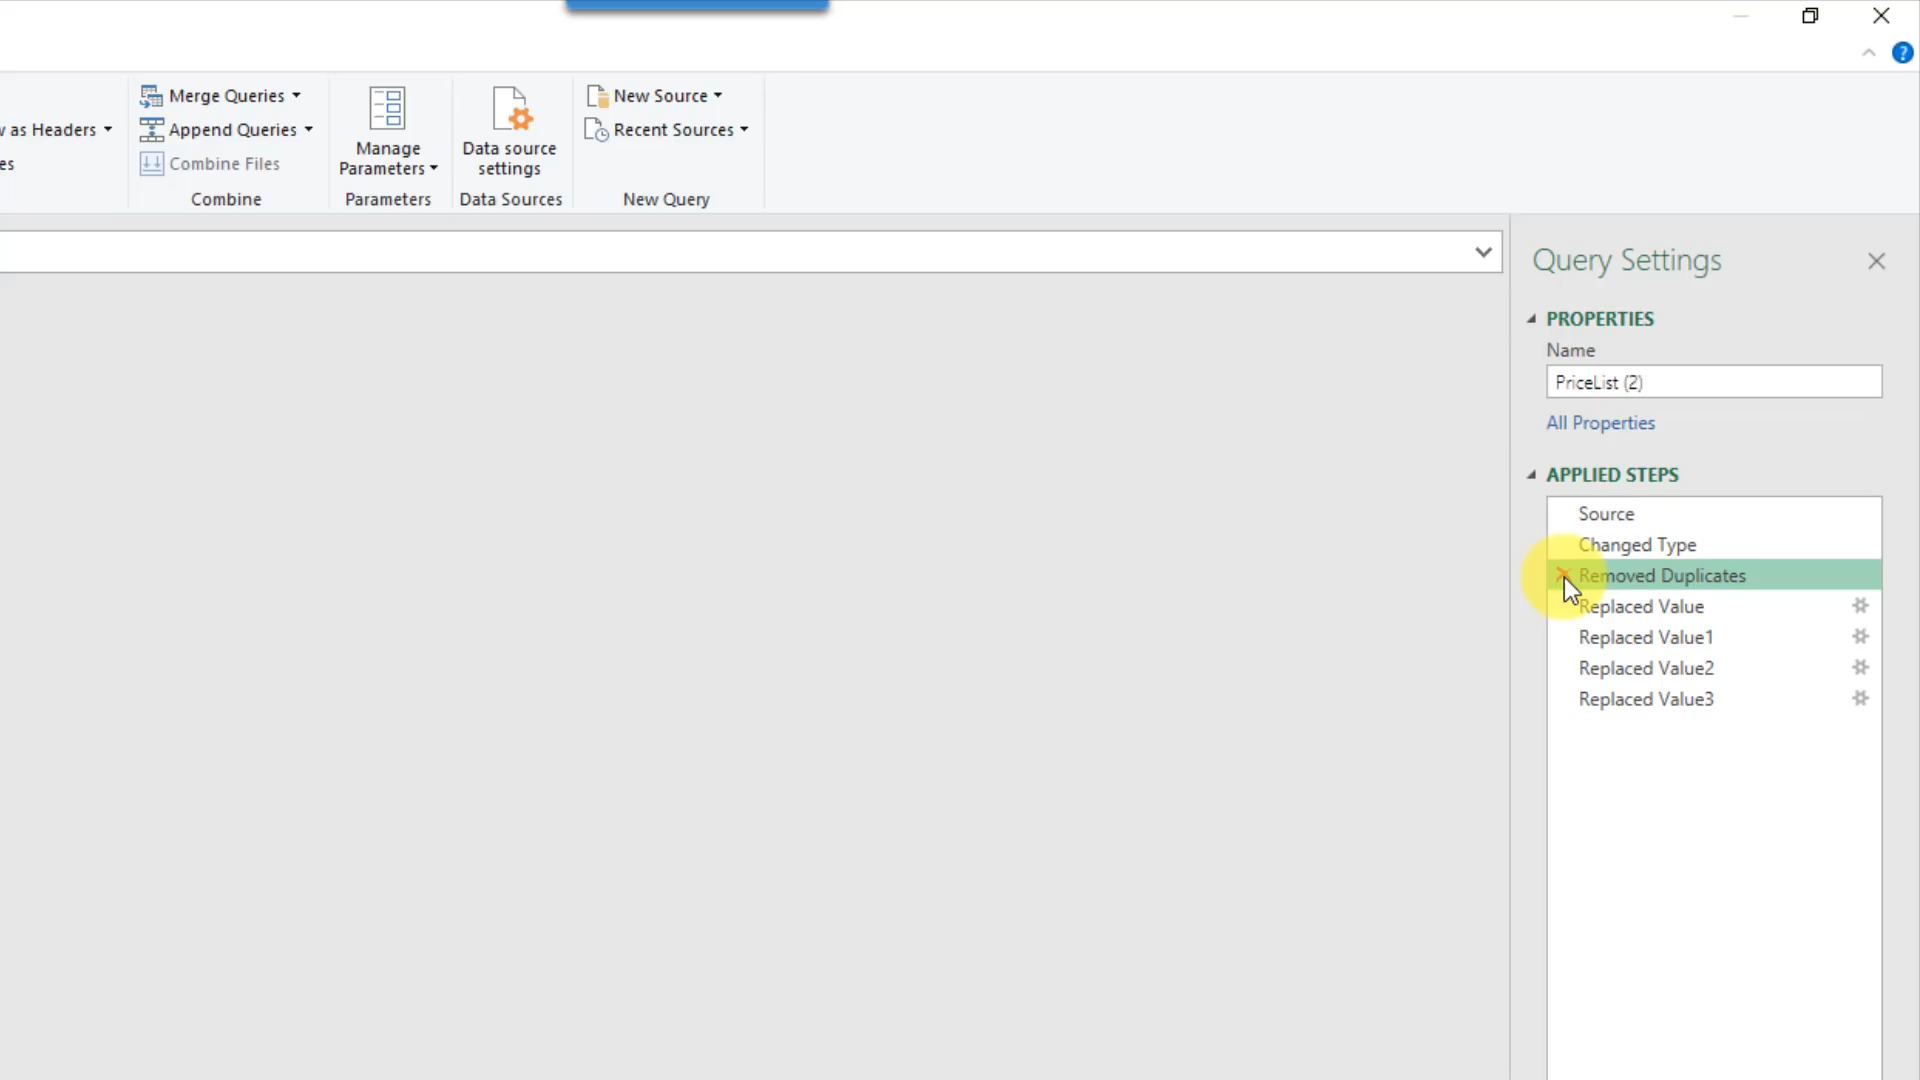 Merge Queries
as Headers
Append Queries
es
Combine Files
Manage
Parameters
Data source
settings
New Source
Recent Sources
Combine
Parameters
Data Sources
New Query
?
Query Settings
PROPERTIES
Name
PriceList (2)
All Properties
APPLIED STEPS
Source
Changed Type
Removed Duplicates
Replaced Value
Replaced Value1
Replaced Value2
Replaced Value3